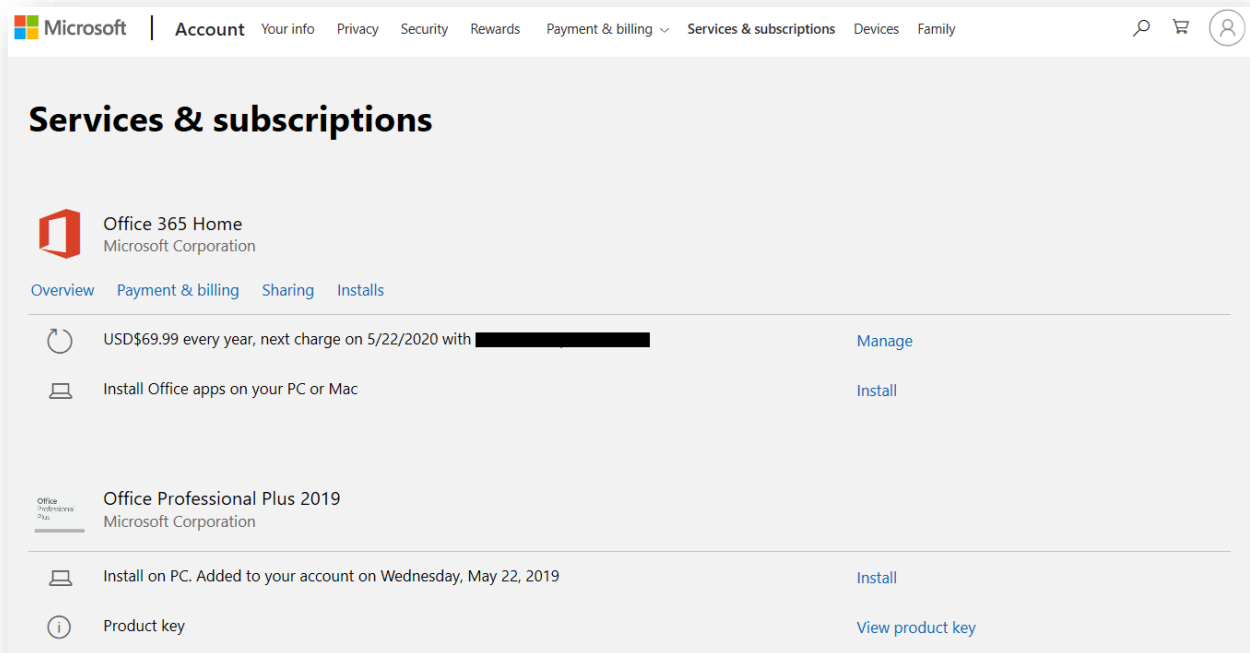 Microsoft Account Your info Privacy Security Rewards Payment & billing Services & subscriptions Devices Family
Services & subscriptions
Office 365 Home
Microsoft Corporation
Overview Payment & billing Sharing Installs
USD$69.99 every year, next charge on 5/22/2020 with Manage
Install Office apps on your PC or Mac Install
Office
Professional
Plus
Office Professional Plus 2019
Microsoft Corporation
Install on PC. Added to your account on Wednesday, May 22, 2019 Install
Product key View product key